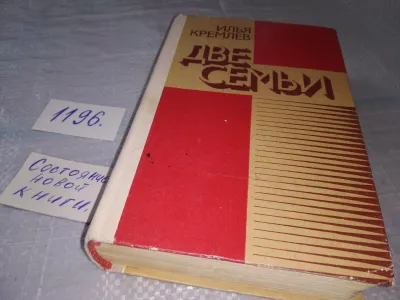 ИЛЬЯ
КРЕМЛЕВ
ДВЕ
СЕМЬИ
1196.
Состояние
новой
книги.